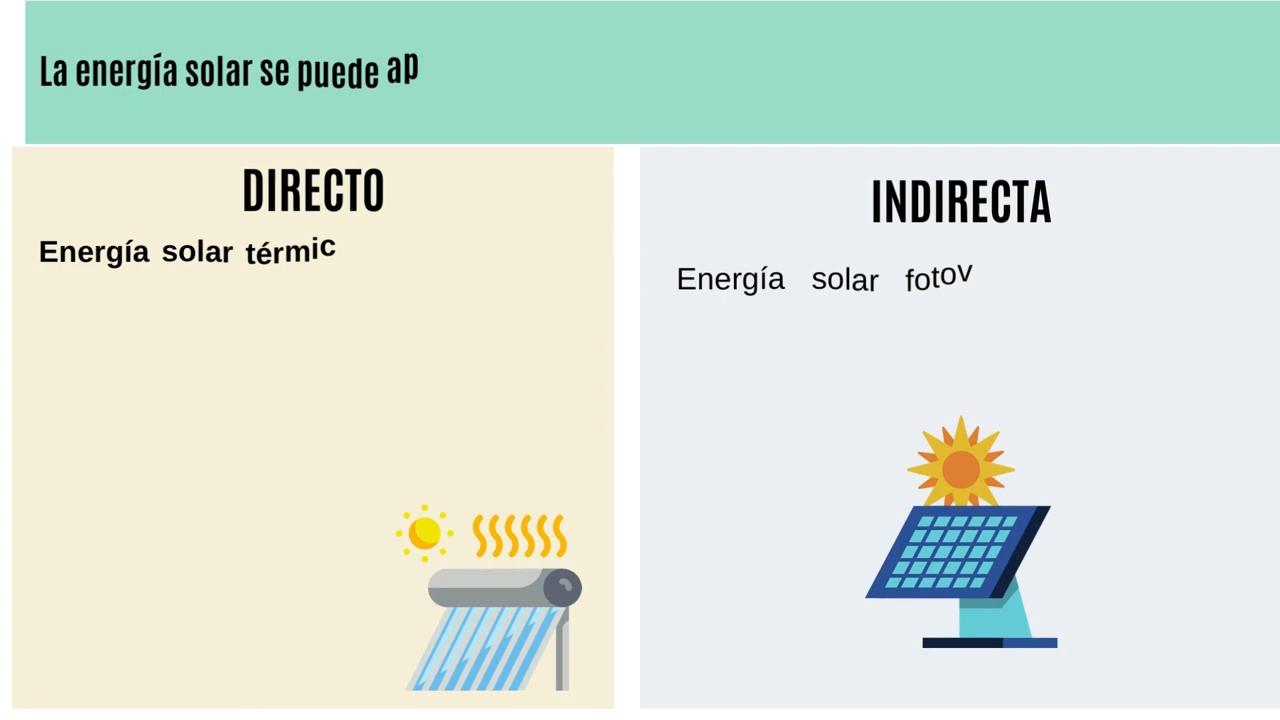 La energía solar se puede ap
DIRECTO
Energía solar térmic
INDIRECTA
Energía solar fotov